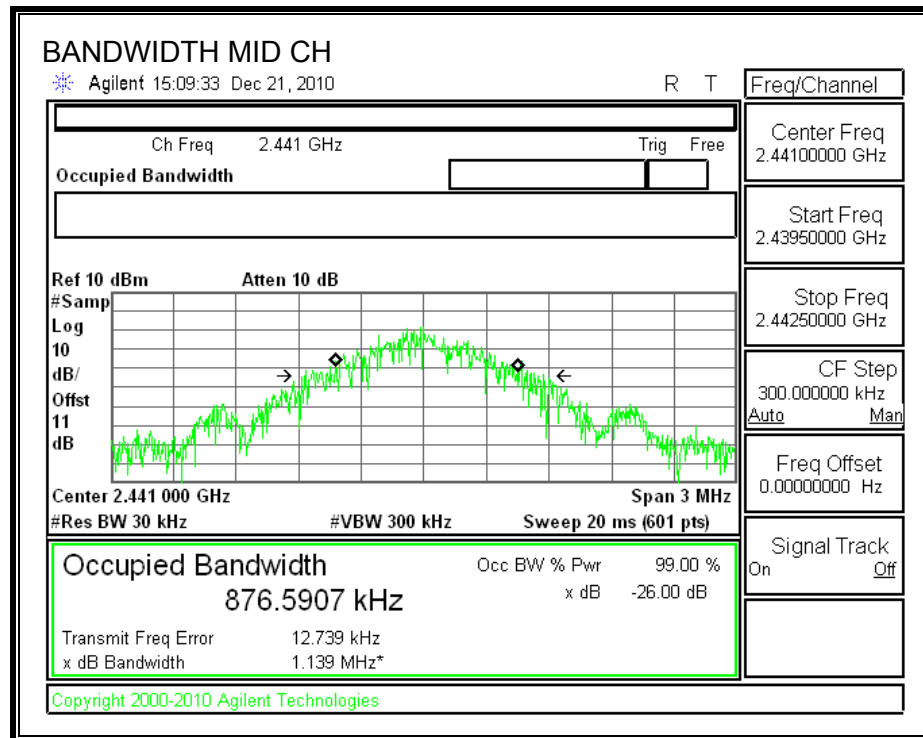 BANDWIDTH MID CH
Agilent 15:09:33 Dec 21, 2010 R T
Freq/Channel
Ch Freq 2.441 GHz Trig Free
Occupied Bandwidth
Center Freq
2.44100000 GHz
Start Freq
2.43950000 GHz
Stop Freq
2.44250000 GHz
CF Step
300.000000 kHz
Auto Man
Freq Offset
0.00000000 Hz
Signal Track
On Off
Ref 10 dBm Atten 10 dB
#Samp
Log
10
dB/
Offst
11
dB
Center 2.441 000 GHz Span 3 MHz
#Res BW 30 kHz #VBW 300 kHz Sweep 20 ms (601 pts)
Occupied Bandwidth Occ BW % Pwr 99.00 %
876.5907 kHz x dB -26.00 dB
Transmit Freq Error 12.739 kHz
x dB Bandwidth 1.139 MHz*
Copyright 2000-2010 Agilent Technologies